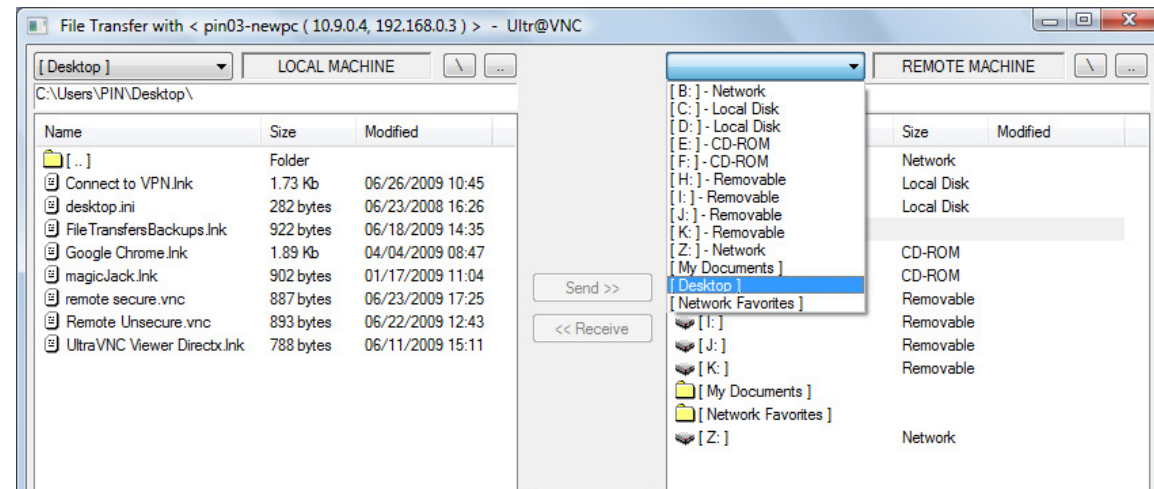 File Transfer with < pin03-newpc ( 10.9.0.4, 192.168.0.3 ) > - Ultr@VNC
[ Desktop ] LOCAL MACHINE \ ..
C:\Users\PIN\Desktop\
Name Size Modified
[ .. ] Folder
Connect to VPN.lnk 1.73 Kb 06/26/2009 10:45
desktop.ini 282 bytes 06/23/2008 16:26
FileTransfersBackups.lnk 922 bytes 06/18/2009 14:35
Google Chrome.lnk 1.89 Kb 04/04/2009 08:47
magicJack.lnk 902 bytes 01/17/2009 11:04
remote secure.vnc 887 bytes 06/23/2009 17:25
Remote Unsecure.vnc 893 bytes 06/22/2009 12:43
UltraVNC Viewer Directx.lnk 788 bytes 06/11/2009 15:11
Send >>
<< Receive
REMOTE MACHINE \ ..
[ B: ] - Network
[ C: ] - Local Disk
[ D: ] - Local Disk
[ E: ] - CD-ROM
[ F: ] - CD-ROM
[ H: ] - Removable
[ I: ] - Removable
[ J: ] - Removable
[ K: ] - Removable
[ Z: ] - Network
[ My Documents ]
[ Desktop ]
[ Network Favorites ]
Size Modified
Network
Local Disk
Local Disk
CD-ROM
CD-ROM
Removable
[ I: ] Removable
[ J: ] Removable
[ K: ] Removable
[ My Documents ]
[ Network Favorites ]
[ Z: ] Network